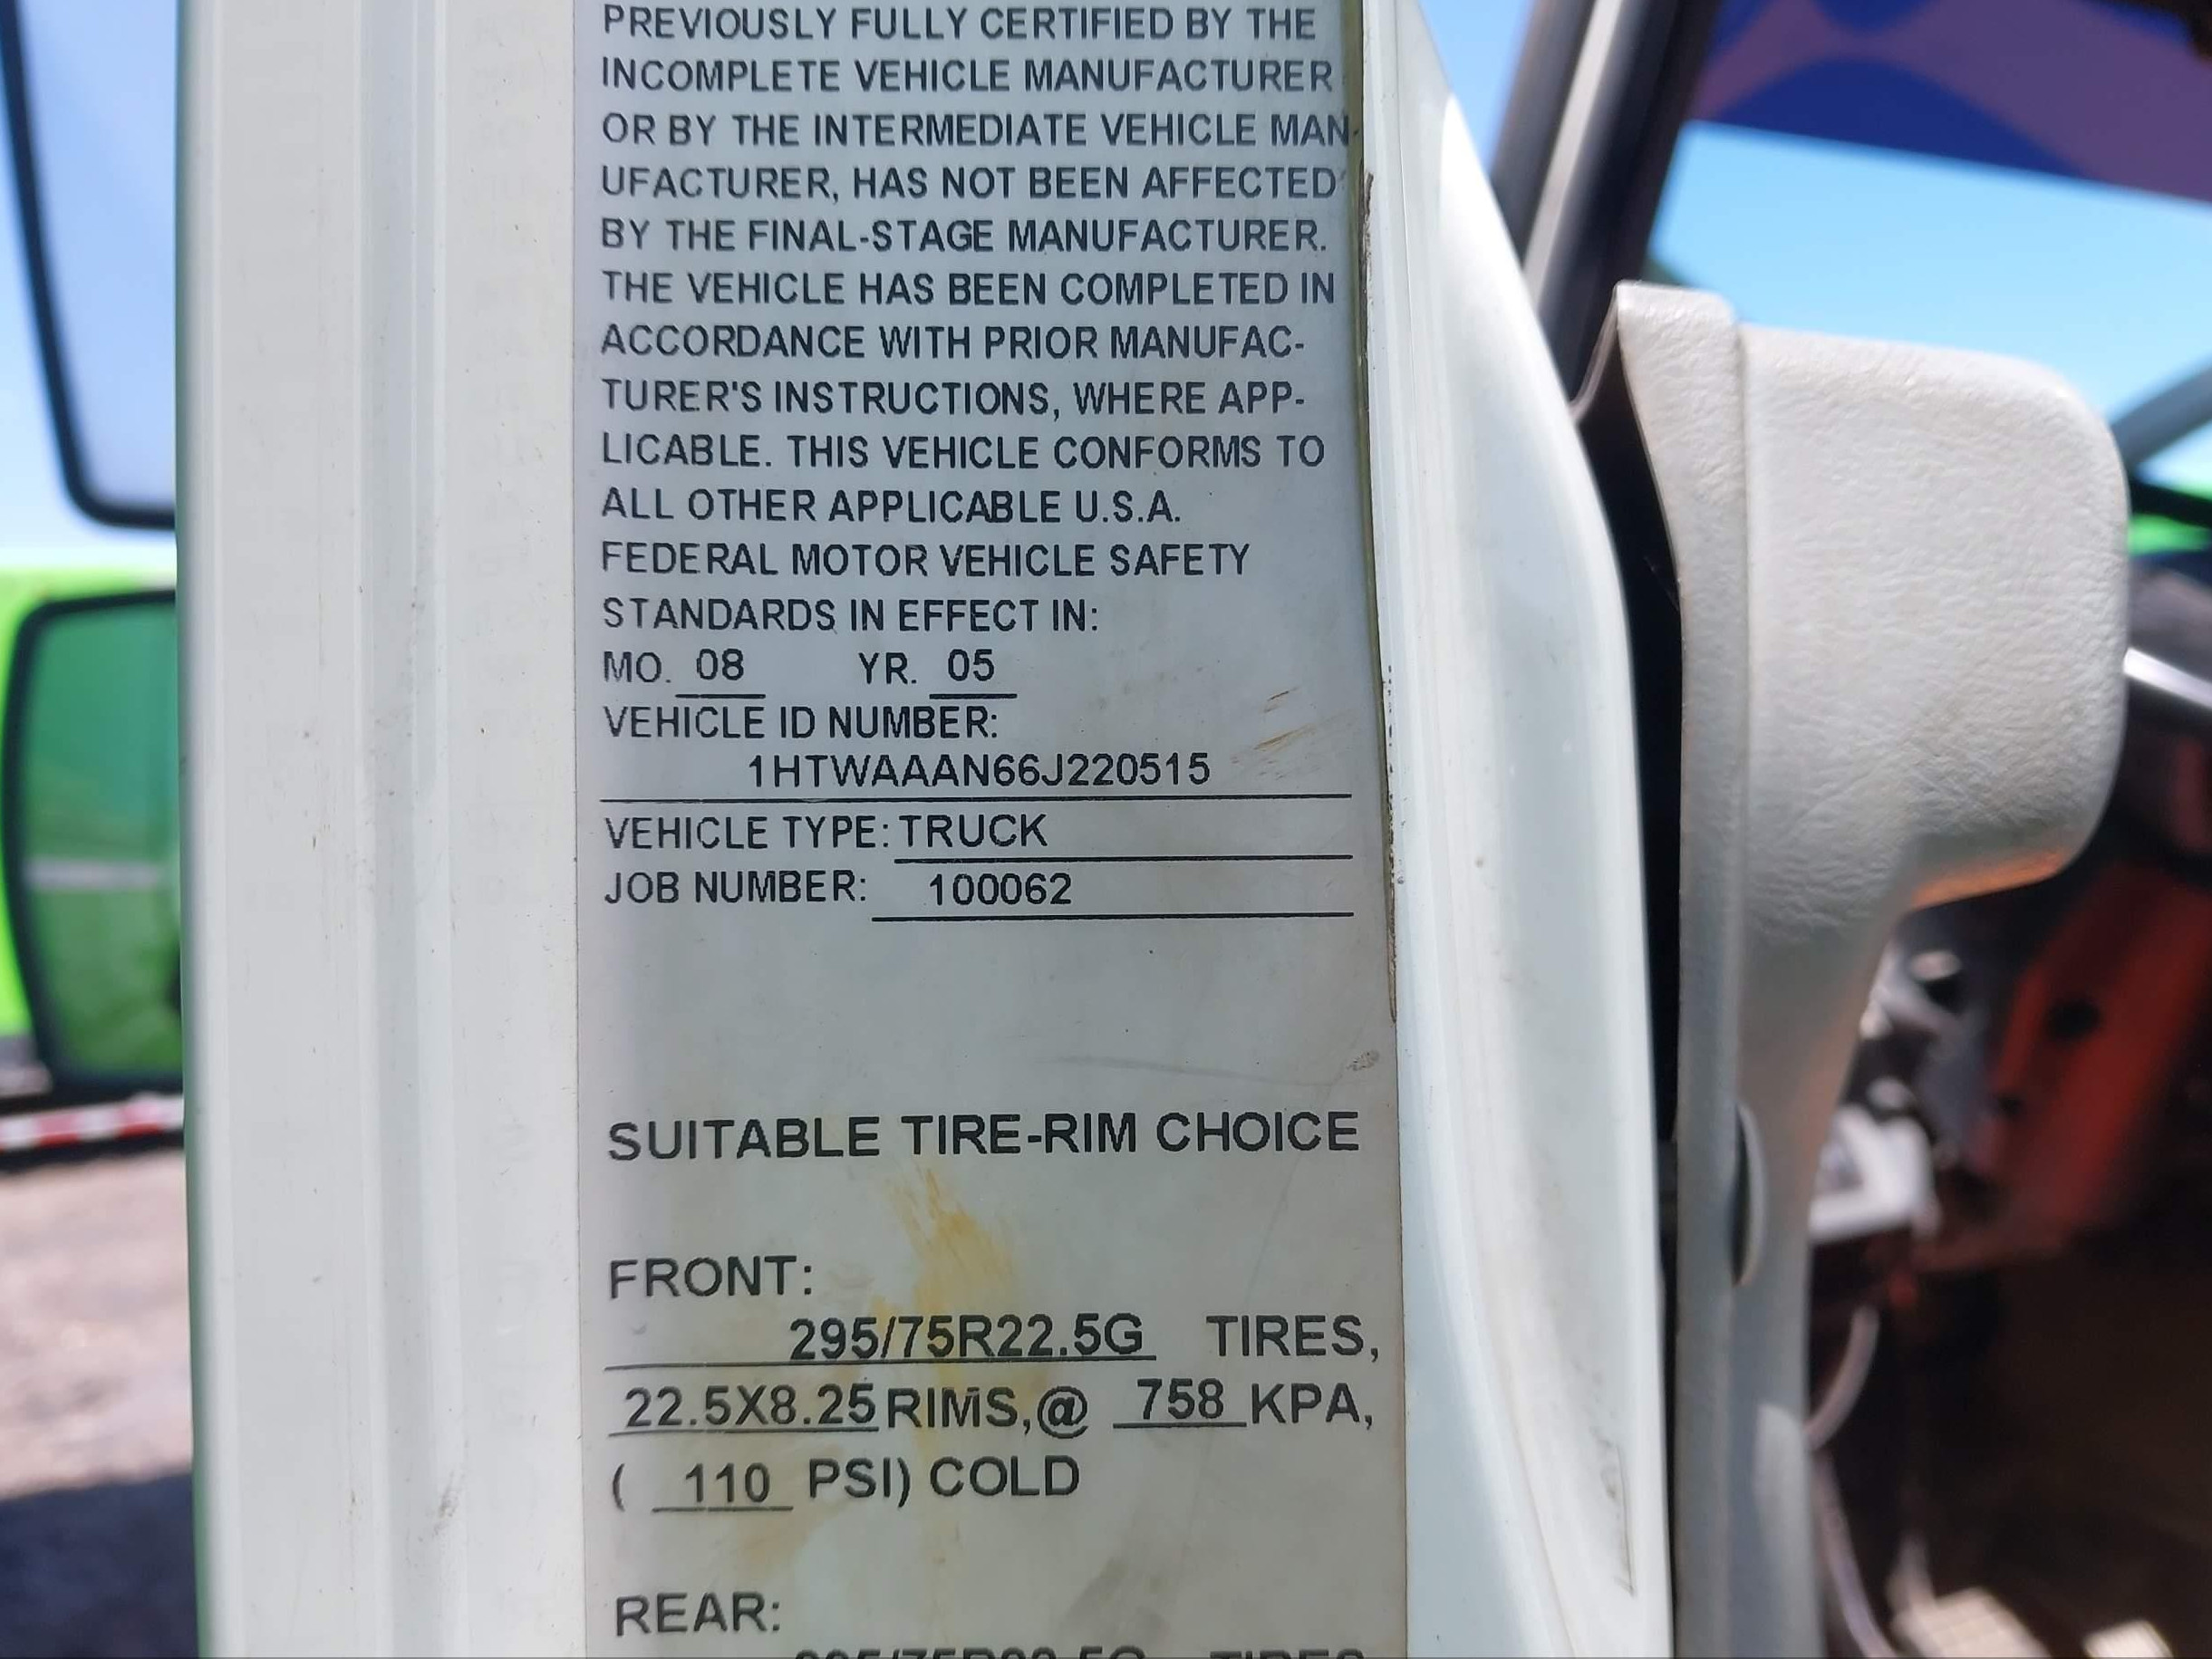 PREVIOUSLY FULLY CERTIFIED BY THE
INCOMPLETE VEHICLE MANUFACTURER
OR BY THE INTERMEDIATE VEHICLE MAN-
UFACTURER, HAS NOT BEEN AFFECTED
BY THE FINAL-STAGE MANUFACTURER.
THE VEHICLE HAS BEEN COMPLETED IN
ACCORDANCE WITH PRIOR MANUFAC-
TURER'S INSTRUCTIONS, WHERE APP-
LICABLE. THIS VEHICLE CONFORMS TO
ALL OTHER APPLICABLE U.S.A.
FEDERAL MOTOR VEHICLE SAFETY
STANDARDS IN EFFECT IN:
MO. 08 YR. 05
VEHICLE ID NUMBER:
1HTWAAAN66J220515
VEHICLE TYPE: TRUCK
JOB NUMBER: 100062
SUITABLE TIRE-RIM CHOICE
FRONT:
295/75R22.5G TIRES,
22.5X8.25 RIMS,@ 758 KPA,
( 110 PSI) COLD
REAR:
295/75R22.5G TIRES